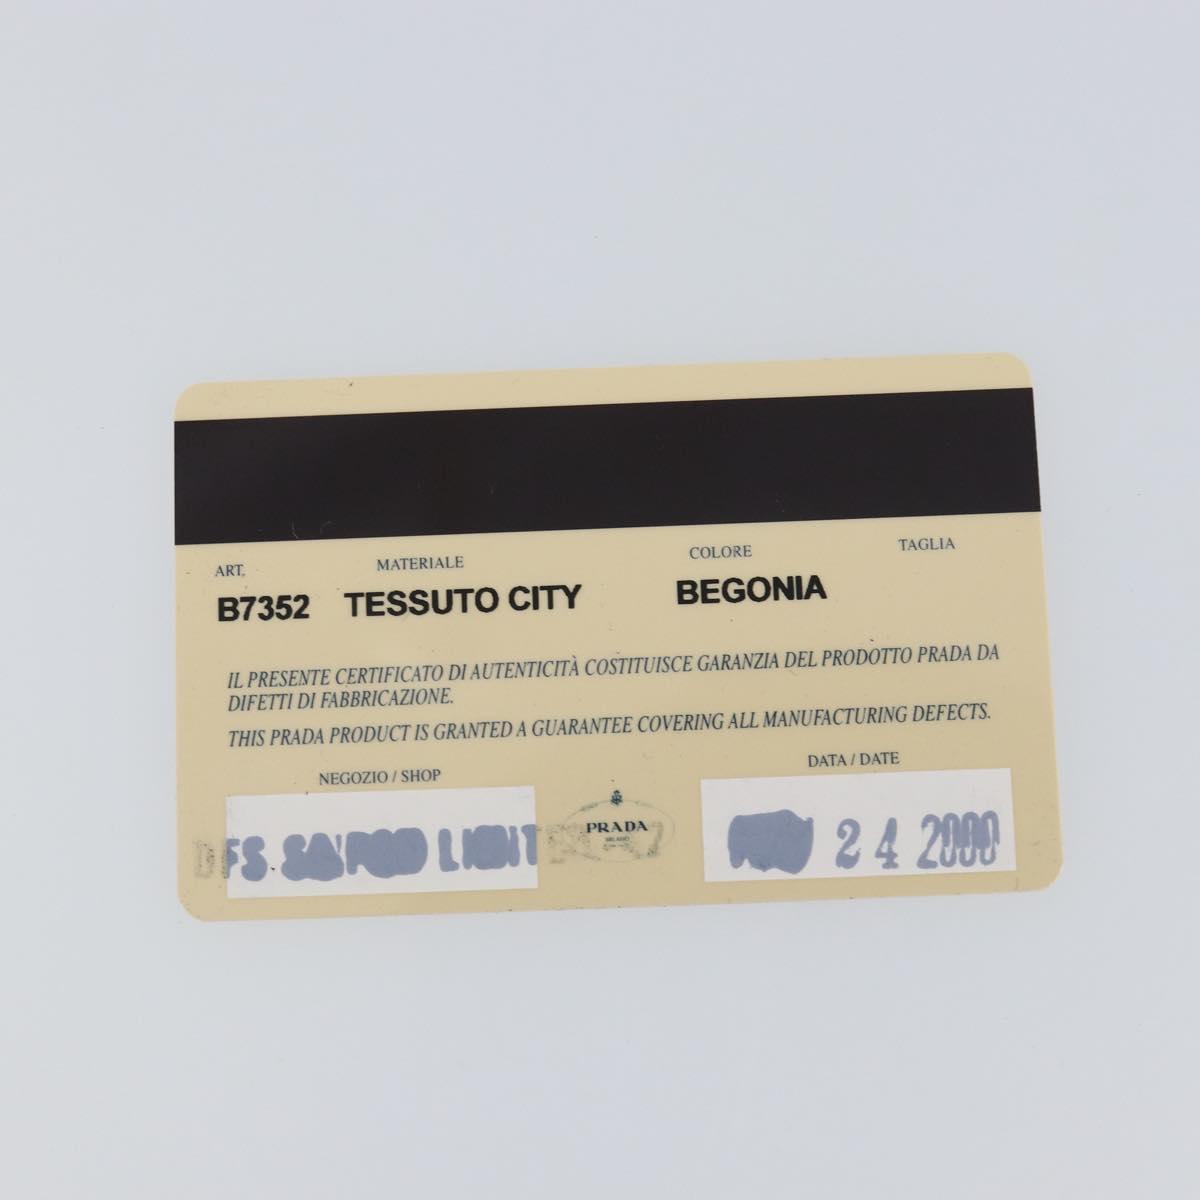 ART. MATERIALE COLORE TAGLIA
B7352 TESSUTO CITY BEGONIA
IL PRESENTE CERTIFICATO DI AUTENTICITÀ COSTITUISCE GARANZIA DEL PRODOTTO PRADA DA
DIFETTI DI FABBRICAZIONE.
THIS PRADA PRODUCT IS GRANTED A GUARANTEE COVERING ALL MANUFACTURING DEFECTS.
NEGOZIO / SHOP DATA / DATE
PRADA
MILANO
DFS 24 2000